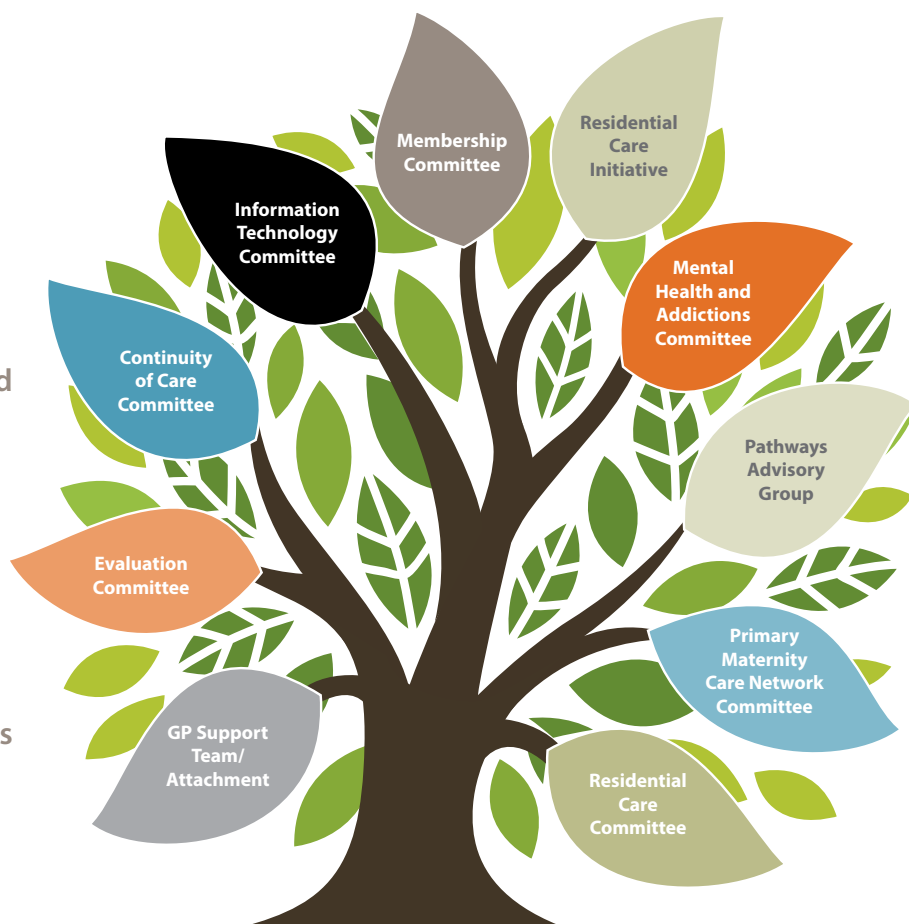 Membership
Committee
Residential
Care
Initiative
Information
Technology
Committee
Mental
Health and
Addictions
Committee
Continuity
of Care
Committee
d
Pathways
Advisory
Group
Evaluation
Committee
Primary
Maternity
Care Network
Committee
GP Support
Team/
Attachment
s
Residential
Care
Committee